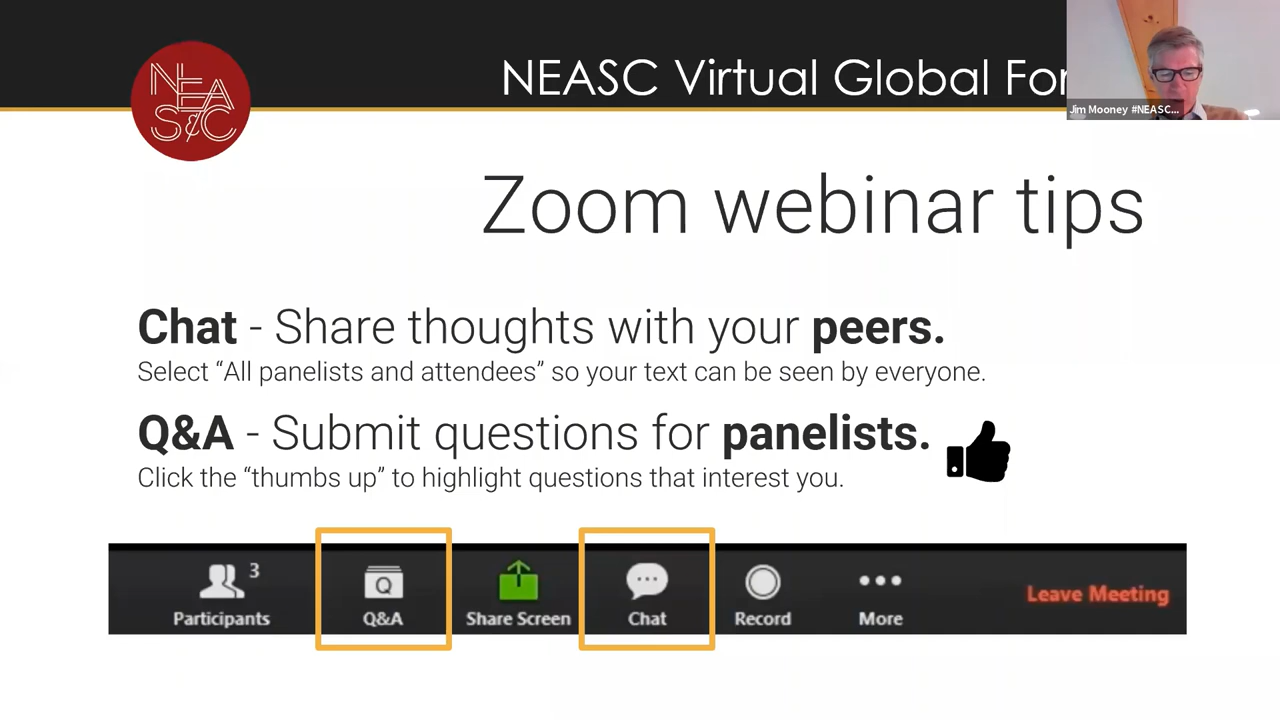 NEASC Virtual Global For
Jim Mooney #NEASC...
NEA
S&C
Zoom webinar tips
Chat - Share thoughts with your peers.
Select “All panelists and attendees” so your text can be seen by everyone.
Q&A - Submit questions for panelists.
Click the “thumbs up” to highlight questions that interest you.
3
Q
Participants
Q&A
Share Screen
Chat
Record
More
Leave Meeting